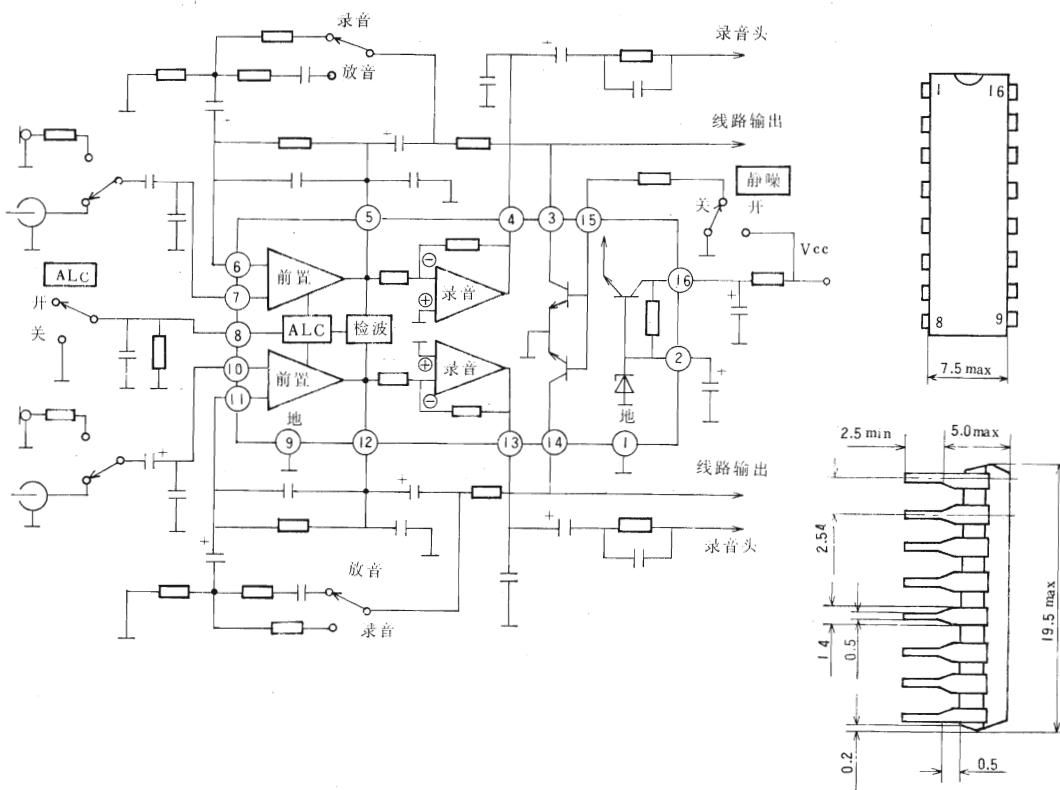 录音
放音
录音头
线路输出
静噪
关
开
Vcc
ALC
开
关
5
4
3
15
6
7
8
10
11
16
2
前置
ALC
检波
前置
录音
录音
地
9
12
13
14
地
1
线路输出
录音头
放音
录音
1
16
8
9
7.5 max
2.5 min
5.0 max
2.54
1.4
0.5
19.5 max
0.2
0.5